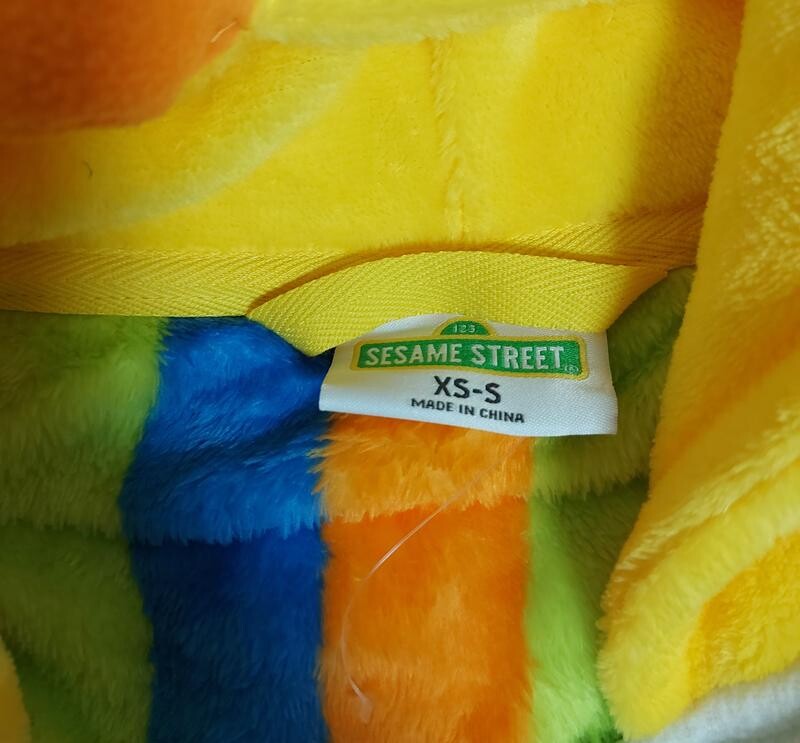 123
SESAME STREET®
XS-S
MADE IN CHINA